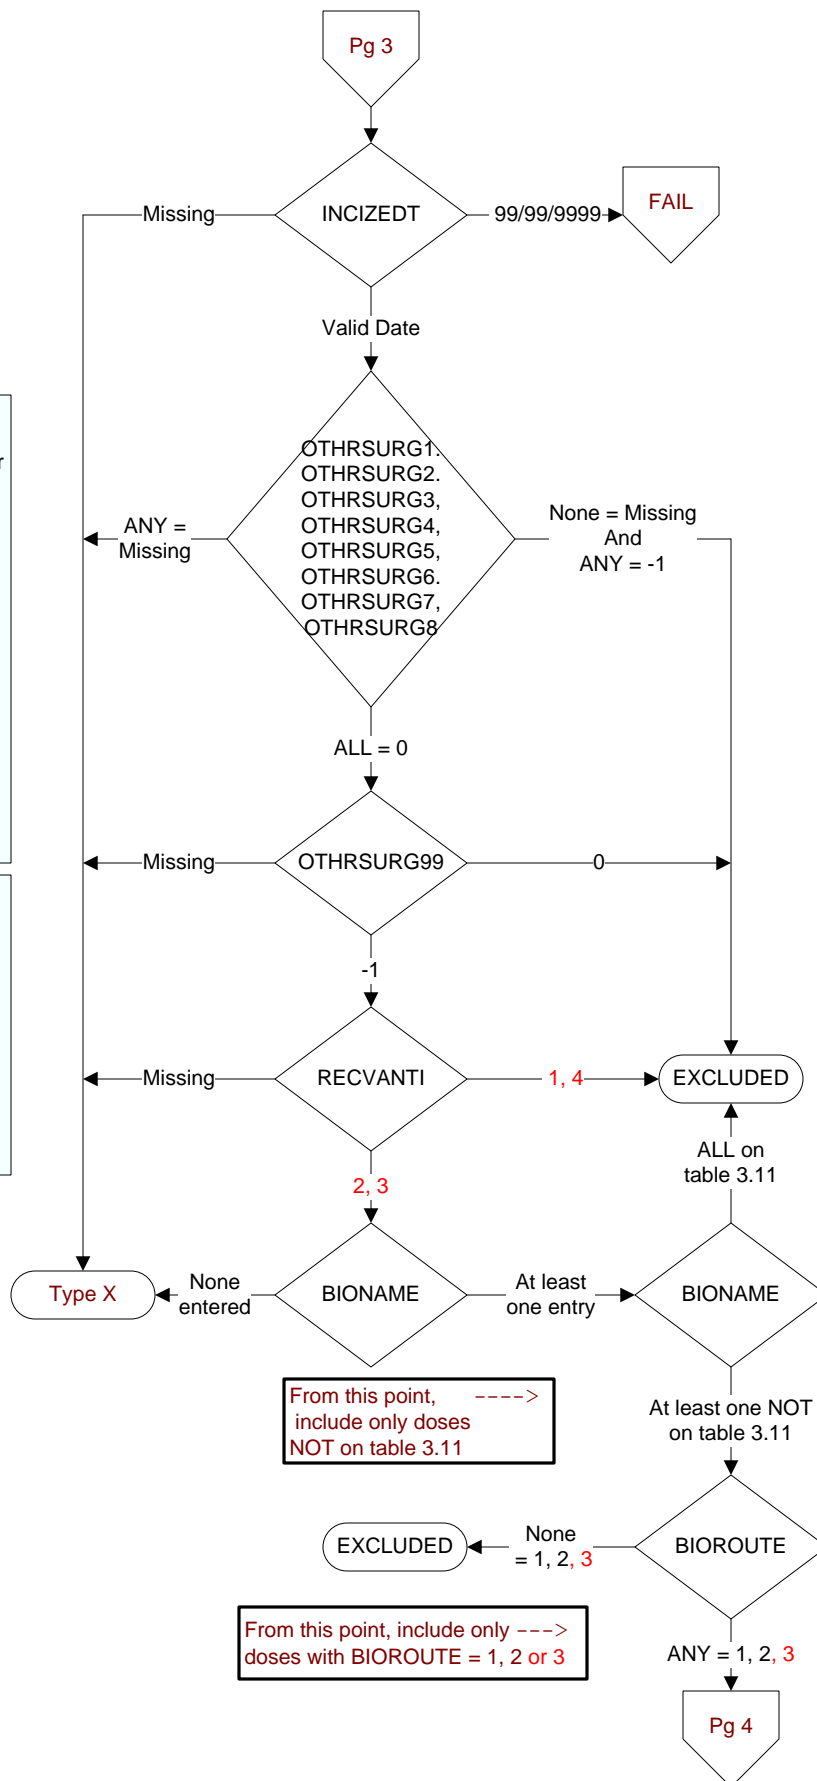 Pg 3
INCIZEDT
Missing
99/99/9999
FAIL
Valid Date
r
OTHRSURG1.
OTHRSURG2.
OTHRSURG3,
OTHRSURG4,
OTHRSURG5,
OTHRSURG6.
OTHRSURG7,
OTHRSURG8
ANY =
Missing
None = Missing
And
ANY = -1
ALL = 0
Missing
OTHRSURG99
0
-1
Missing
RECVANTI
1, 4
EXCLUDED
2, 3
ALL on
table 3.11
Type X
None
entered
BIONAME
At least
one entry
BIONAME
From this point, ---->
include only doses
NOT on table 3.11
At least one NOT
on table 3.11
EXCLUDED
None
= 1, 2, 3
BIOROUTE
From this point, include only --->
doses with BIOROUTE = 1, 2 or 3
ANY = 1, 2, 3
Pg 4